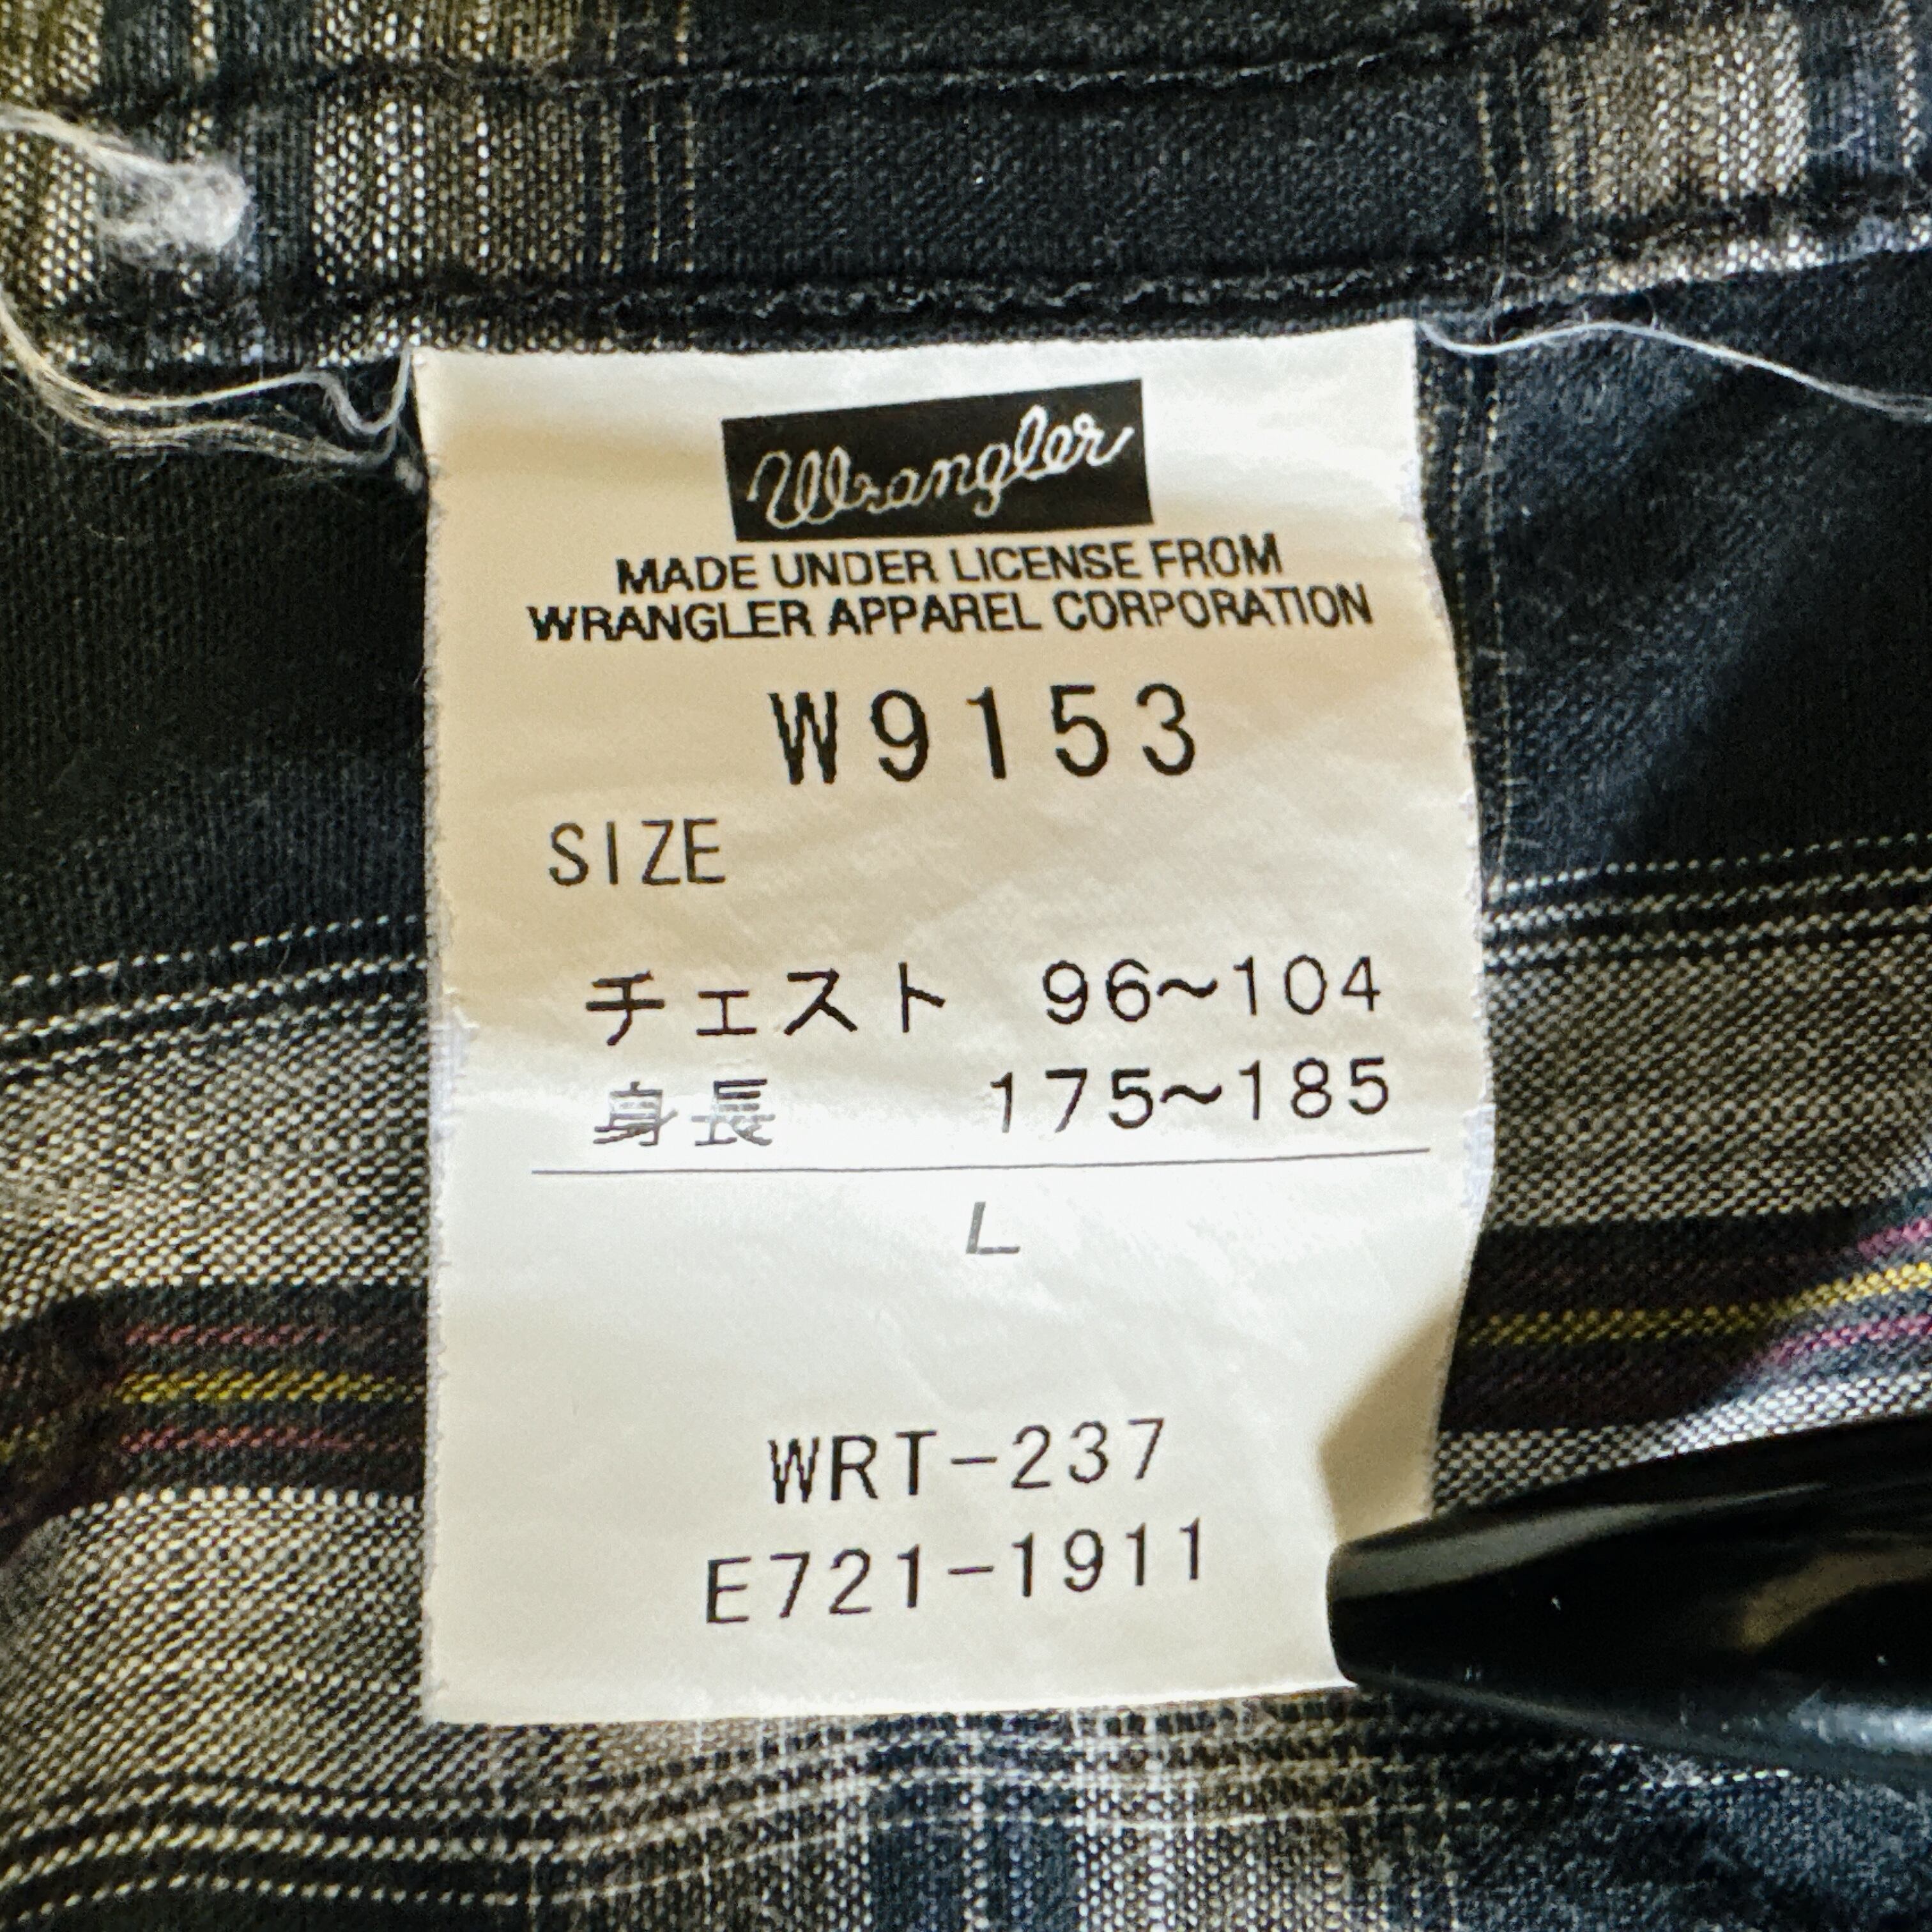 Wrangler
MADE UNDER LICENSE FROM
WRANGLER APPAREL CORPORATION
W9153
SIZE
チェスト 96~104
身長 175~185
L
WRT-237
E721-1911